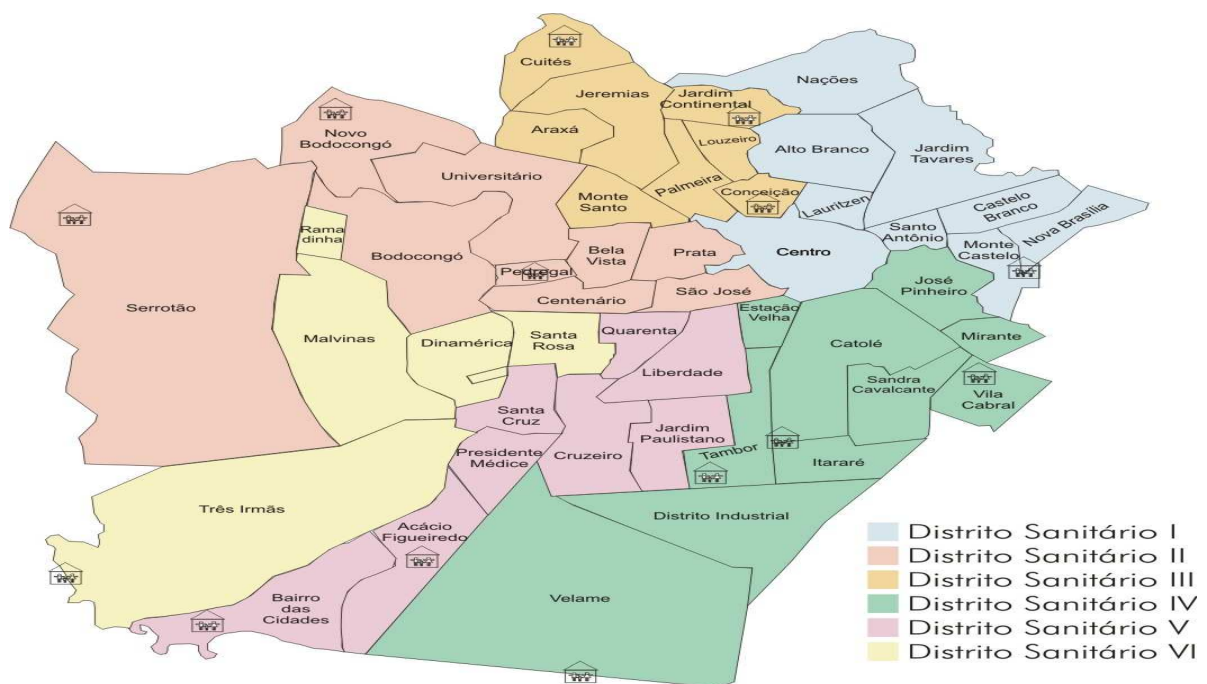 Cuités
Nações
Jeremias
Jardim
Continental
Araxá
Novo
Bodocongó
Louzeiro
Alto Branco
Jardim
Tavares
Universitário
Palmeira
Conceição
Monte
Santo
Lauritzen
Castelo
Branco
Nova Brasília
Santo
Antônio
Rama
dinha
Bodocongó
Bela
Vista
Prata
Centro
Monte
Castelo
Pedregal
José
Pinheiro
Serrotão
Centenário
São José
Estação
Velha
Malvinas
Dinamérica
Santa
Rosa
Quarenta
Catolé
Mirante
Liberdade
Sandra
Cavalcante
Vila
Cabral
Santa
Cruz
Jardim
Paulistano
Presidente
Médice
Cruzeiro
Tambor
Itararé
Três Irmãs
Distrito Industrial
Acácio
Figueiredo
Bairro
das
Cidades
Velame
Distrito Sanitário I
Distrito Sanitário II
Distrito Sanitário III
Distrito Sanitário IV
Distrito Sanitário V
Distrito Sanitário VI